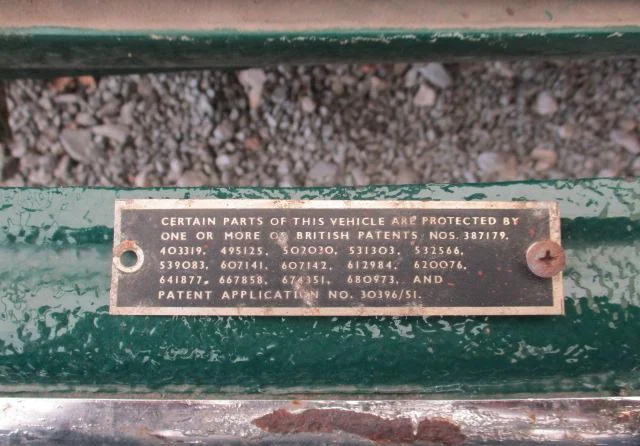 CERTAIN PARTS OF THIS VEHICLE ARE PROTECTED BY
ONE OR MORE OF BRITISH PATENTS NOS. 387179,
403319, 495125, 502030, 531303, 532566,
539083, 607141, 607142, 612984, 620076,
641877, 667858, 674351, 680973, AND
PATENT APPLICATION NO. 30396/51.